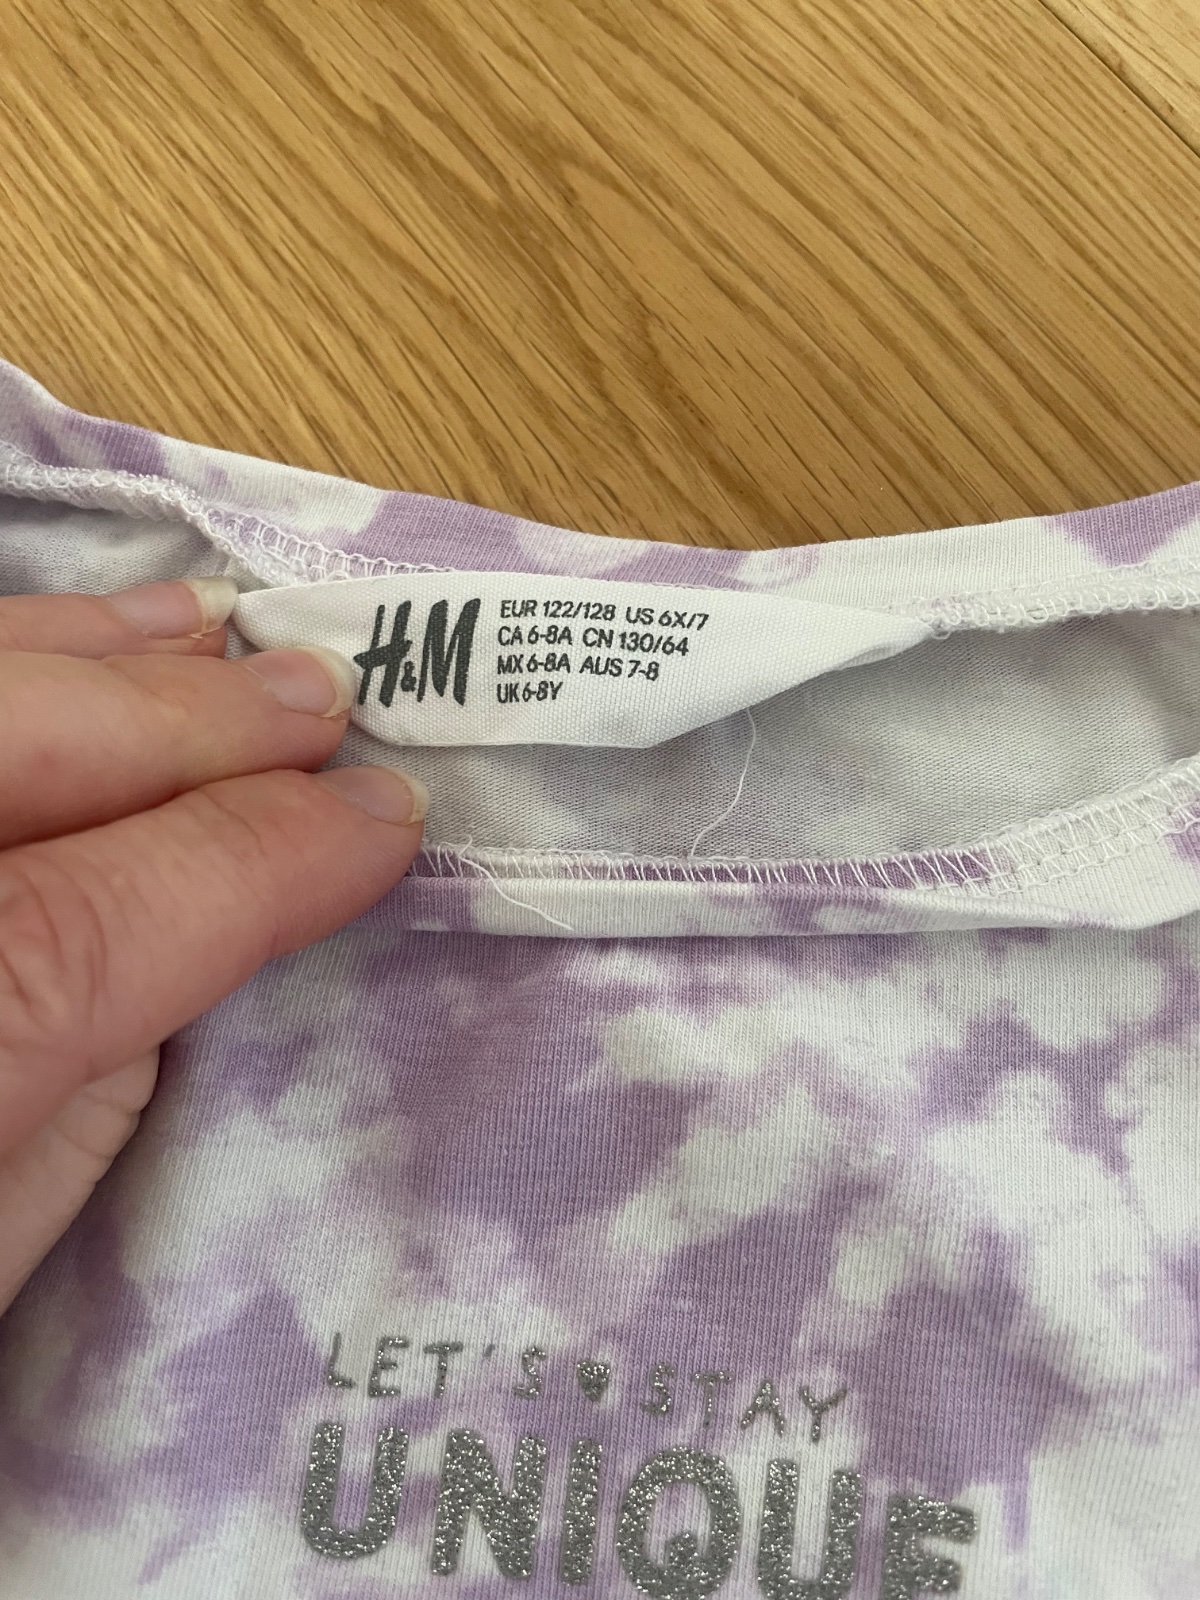 H&M
EUR 122/128 US 6X/7
CA 6-8A CN 130/64
MX 6-8A AUS 7-8
UK 6-8Y
LET'S ♥ STAY
UNIQUE